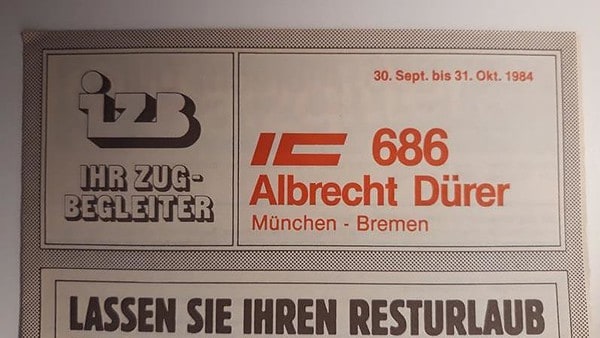 izb
IHR ZUG-
BEGLEITER
30. Sept. bis 31. Okt. 1984
IC 686
Albrecht Dürer
München - Bremen
LASSEN SIE IHREN RESTURLAUB